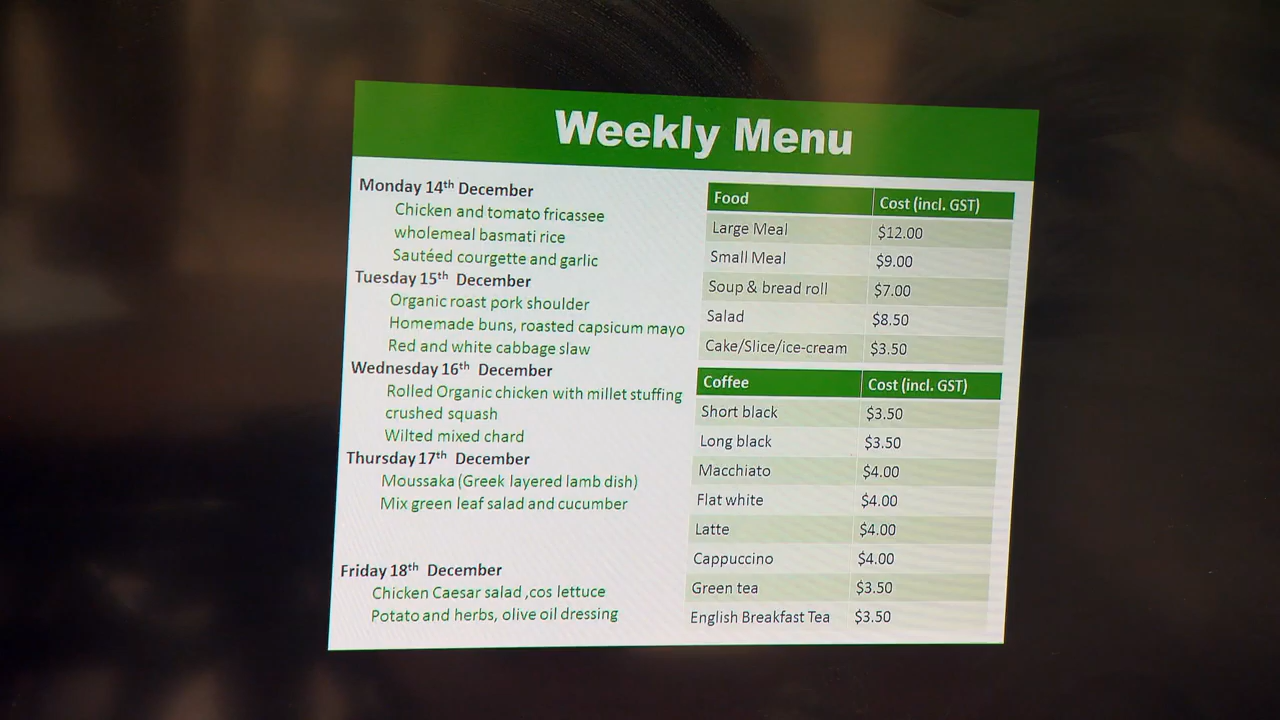 Weekly Menu
Monday 14th December
Chicken and tomato fricassee
wholemeal basmati rice
Sautéed courgette and garlic
Tuesday 15th December
Organic roast pork shoulder
Homemade buns, roasted capsicum mayo
Red and white cabbage slaw
Wednesday 16th December
Rolled Organic chicken with millet stuffing
crushed squash
Wilted mixed chard
Thursday 17th December
Moussaka (Greek layered lamb dish)
Mix green leaf salad and cucumber
Friday 18th December
Chicken Caesar salad ,cos lettuce
Potato and herbs, olive oil dressing
Food Cost (incl. GST)
Large Meal $12.00
Small Meal $9.00
Soup & bread roll $7.00
Salad $8.50
Cake/Slice/ice-cream $3.50
Coffee Cost (incl. GST)
Short black $3.50
Long black $3.50
Macchiato $4.00
Flat white $4.00
Latte $4.00
Cappuccino $4.00
Green tea $3.50
English Breakfast Tea $3.50